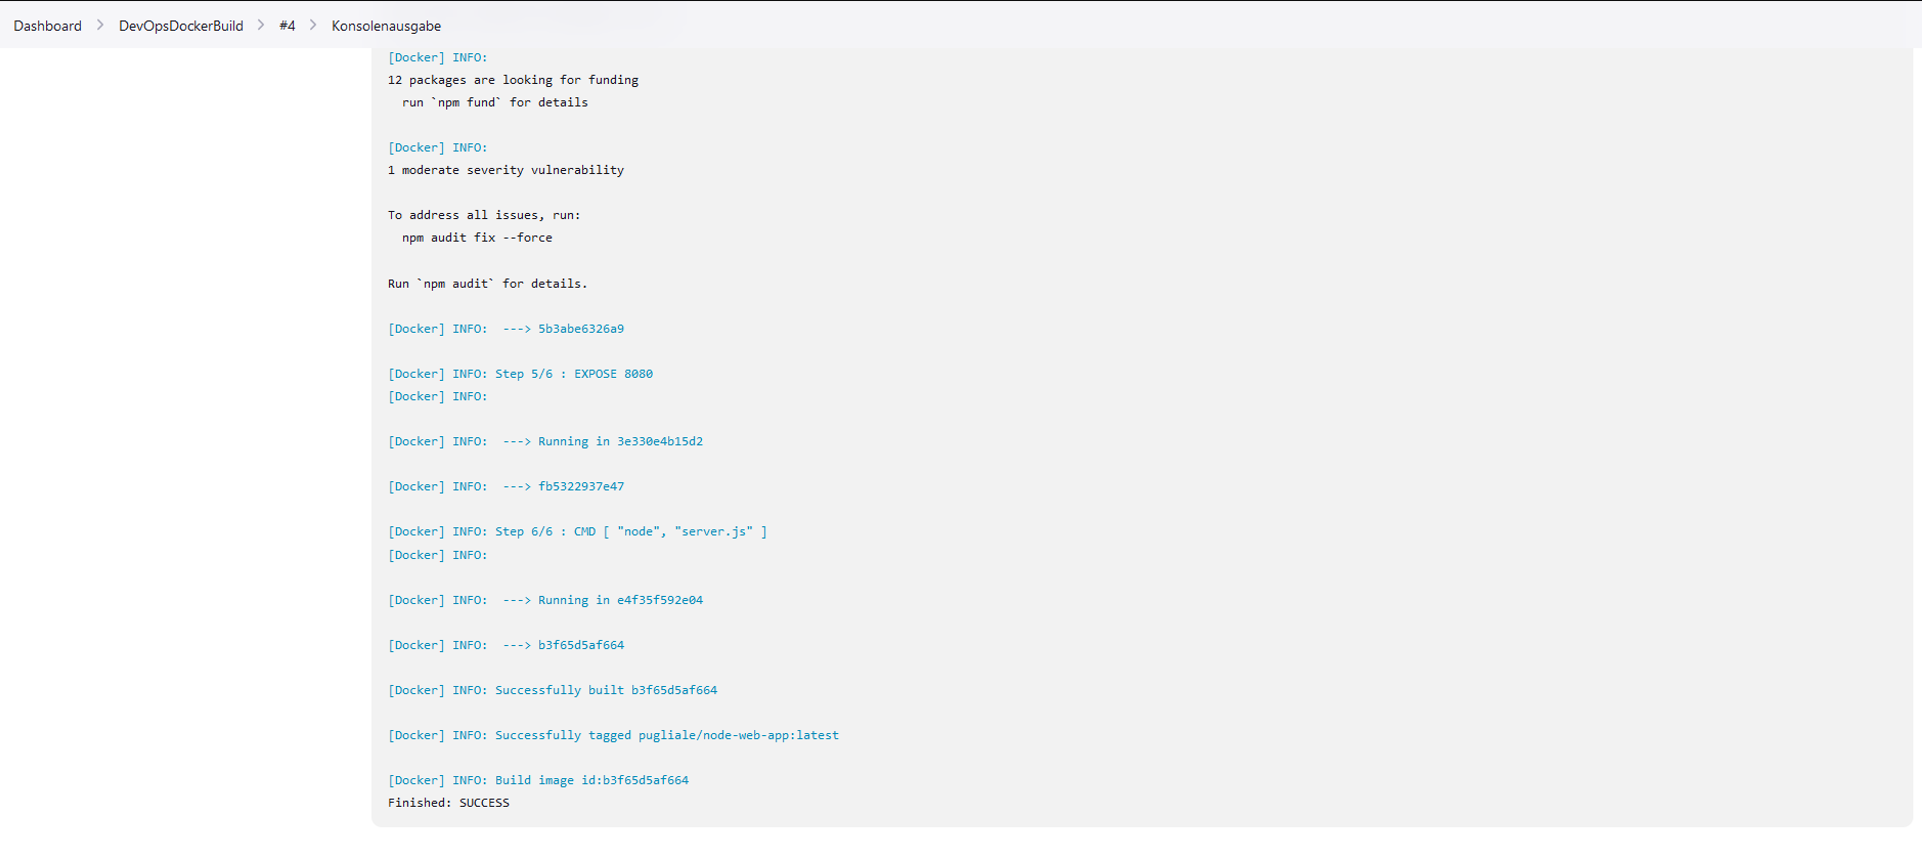 Dashboard > DevOpsDockerBuild > #4 > Konsolenausgabe
[Docker] INFO:
12 packages are looking for funding
  run `npm fund` for details
[Docker] INFO:
1 moderate severity vulnerability
To address all issues, run:
  npm audit fix --force
Run `npm audit` for details.
[Docker] INFO:  ---> 5b3abe6326a9
[Docker] INFO: Step 5/6 : EXPOSE 8080
[Docker] INFO:
[Docker] INFO:  ---> Running in 3e330e4b15d2
[Docker] INFO:  ---> fb5322937e47
[Docker] INFO: Step 6/6 : CMD [ "node", "server.js" ]
[Docker] INFO:
[Docker] INFO:  ---> Running in e4f35f592e04
[Docker] INFO:  ---> b3f65d5af664
[Docker] INFO: Successfully built b3f65d5af664
[Docker] INFO: Successfully tagged pugliale/node-web-app:latest
[Docker] INFO: Build image id:b3f65d5af664
Finished: SUCCESS